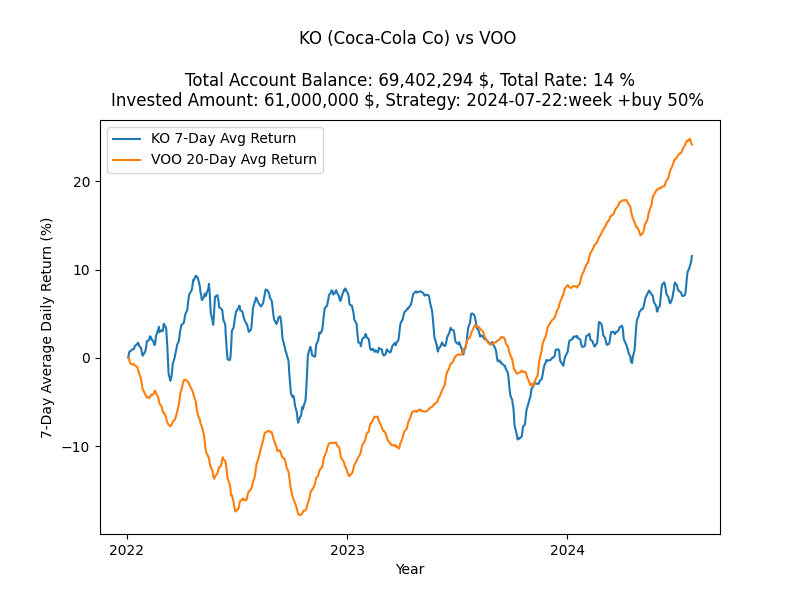 KO (Coca-Cola Co) vs VOO
Total Account Balance: 69,402,294 $, Total Rate: 14 %
Invested Amount: 61,000,000 $, Strategy: 2024-07-22:week +buy 50%
KO 7-Day Avg Return
VOO 20-Day Avg Return
7-Day Average Daily Return (%)
20
10
0
−10
2022
2023
2024
Year